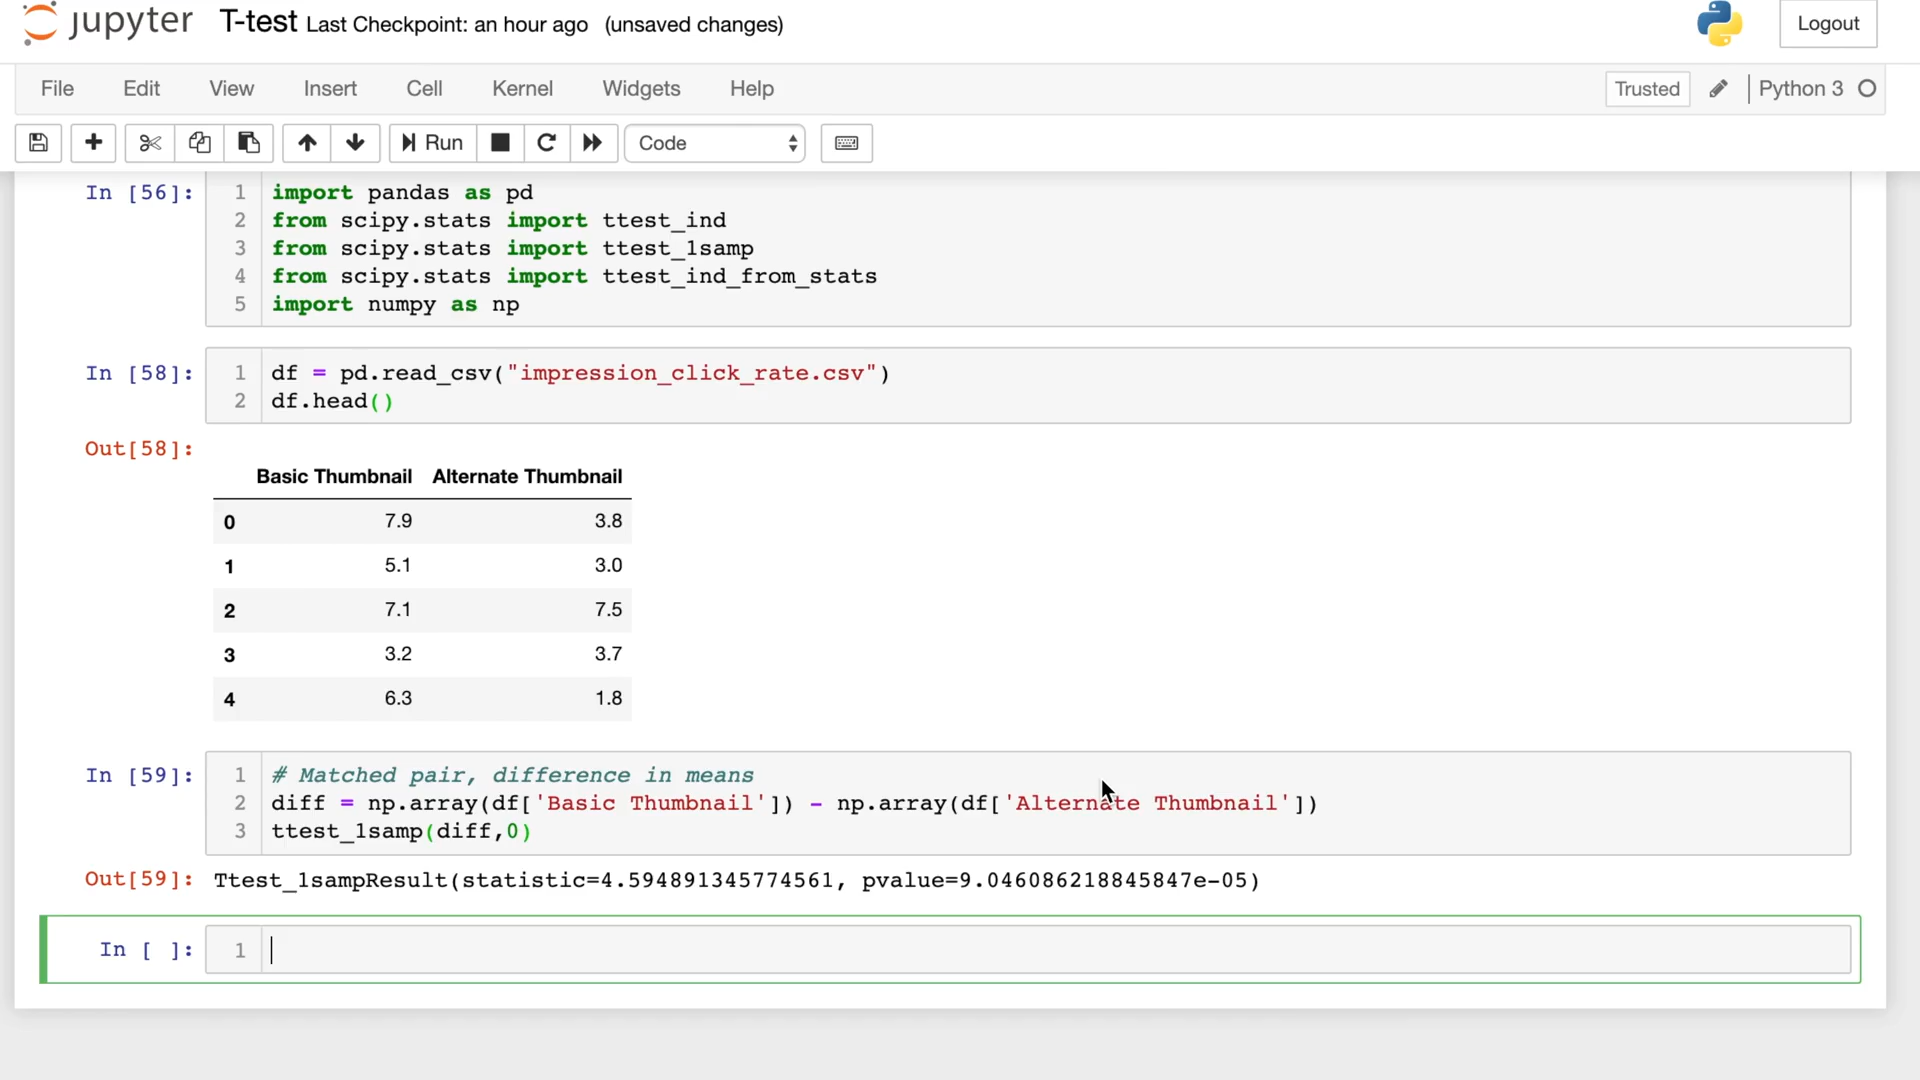 jupyter T-test Last Checkpoint: an hour ago (unsaved changes) Logout
File Edit View Insert Cell Kernel Widgets Help Trusted Python 3
Run Code
In [56]:
1 import pandas as pd
2 from scipy.stats import ttest_ind
3 from scipy.stats import ttest_1samp
4 from scipy.stats import ttest_ind_from_stats
5 import numpy as np
In [58]:
1 df = pd.read_csv("impression_click_rate.csv")
2 df.head()
Out[58]:
Basic Thumbnail Alternate Thumbnail
0 7.9 3.8
1 5.1 3.0
2 7.1 7.5
3 3.2 3.7
4 6.3 1.8
In [59]:
1 # Matched pair, difference in means
2 diff = np.array(df['Basic Thumbnail']) - np.array(df['Alternate Thumbnail'])
3 ttest_1samp(diff,0)
Out[59]: Ttest_1sampResult(statistic=4.594891345774561, pvalue=9.046086218845847e-05)
In [ ]: 1